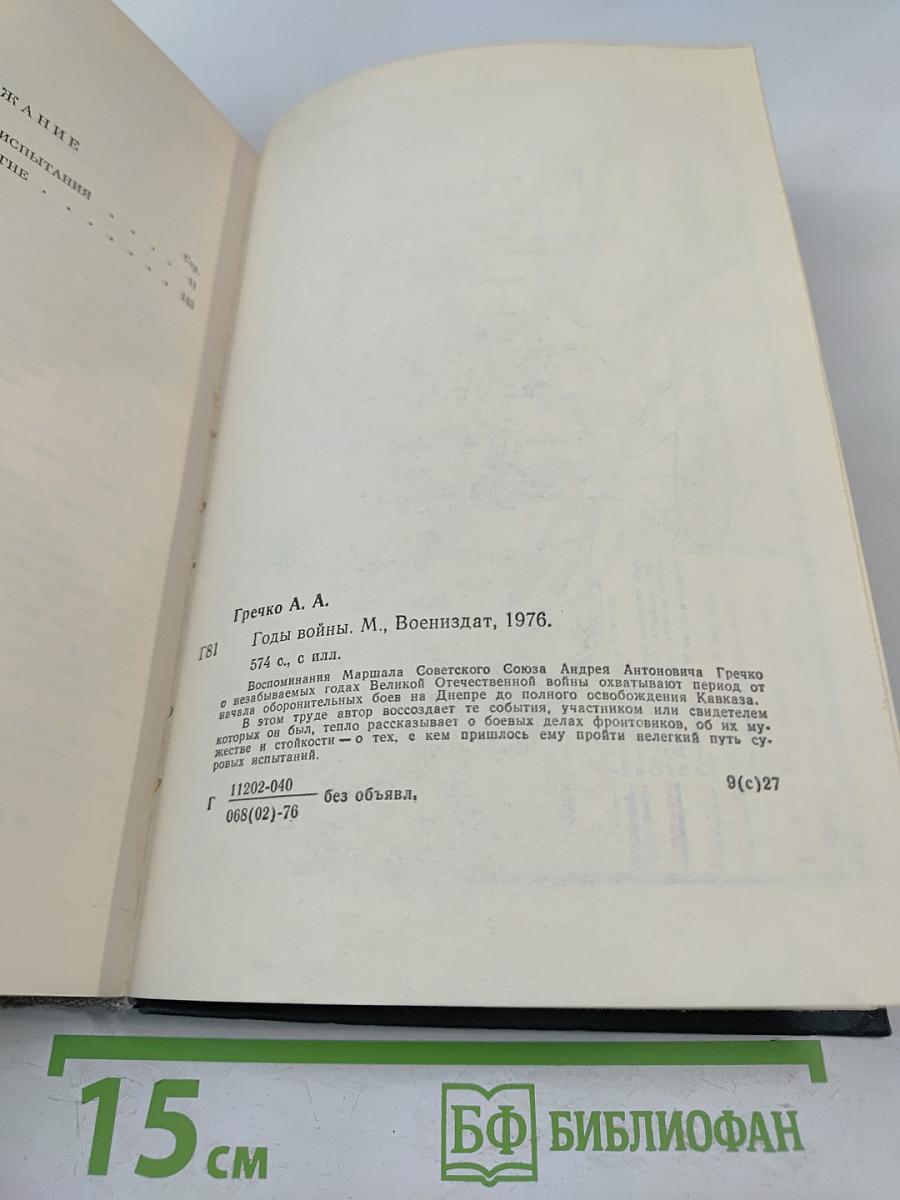 ЖАНИЕ
ИСПЫТАНИЯ . . . .
ГНЕ . . . . . .
Стр.
Гречко А. А.
Г81 Годы войны. М., Воениздат, 1976.
574 с., с илл.
Воспоминания Маршала Советского Союза Андрея Антоновича Гречко
о незабываемых годах Великой Отечественной войны охватывают период от
начала оборонительных боев на Днепре до полного освобождения Кавказа.
В этом труде автор воссоздает те события, участником или свидетелем
которых он был, тепло рассказывает о боевых делах фронтовиков, об их му-
жестве и стойкости — о тех, с кем пришлось ему пройти нелегкий путь су-
ровых испытаний.
Г 11202-040
068(02)-76 без объявл.
9(с)27
15 см
БФ БИБЛИОФАН